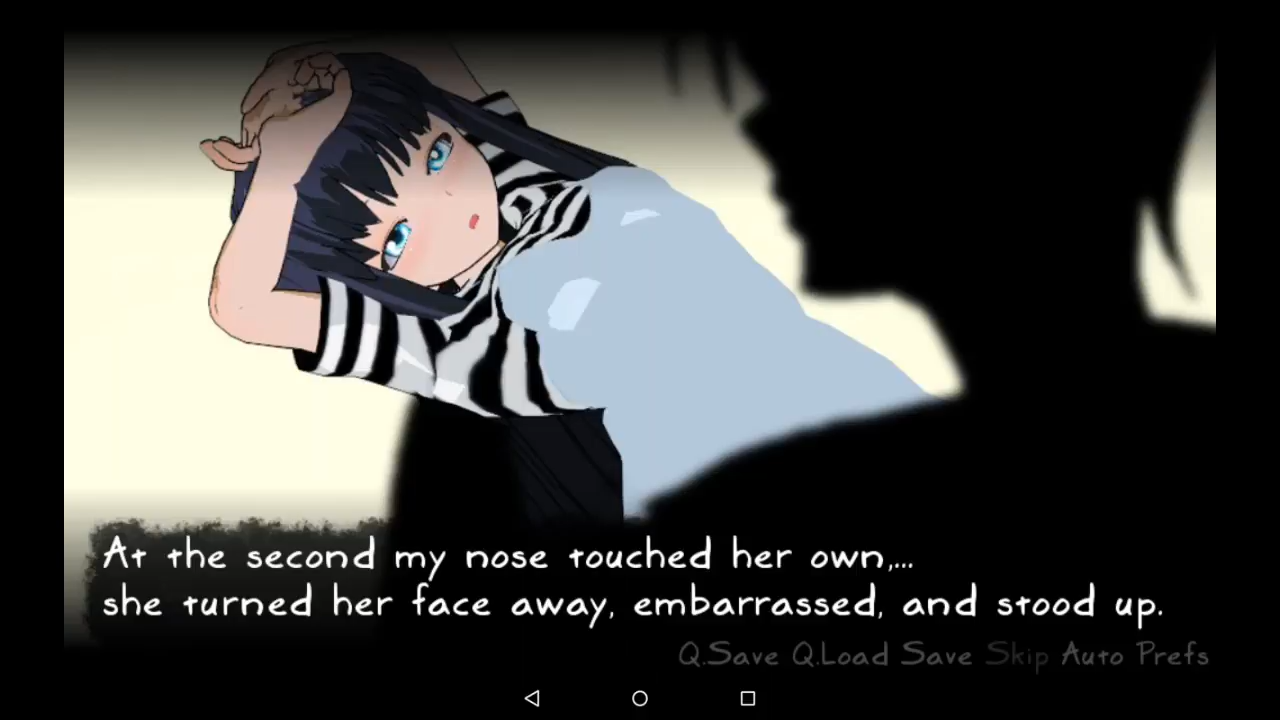 At the second my nose touched her own,...
she turned her face away, embarrassed, and stood up.
Q.Save Q.Load Save Skip Auto Prefs